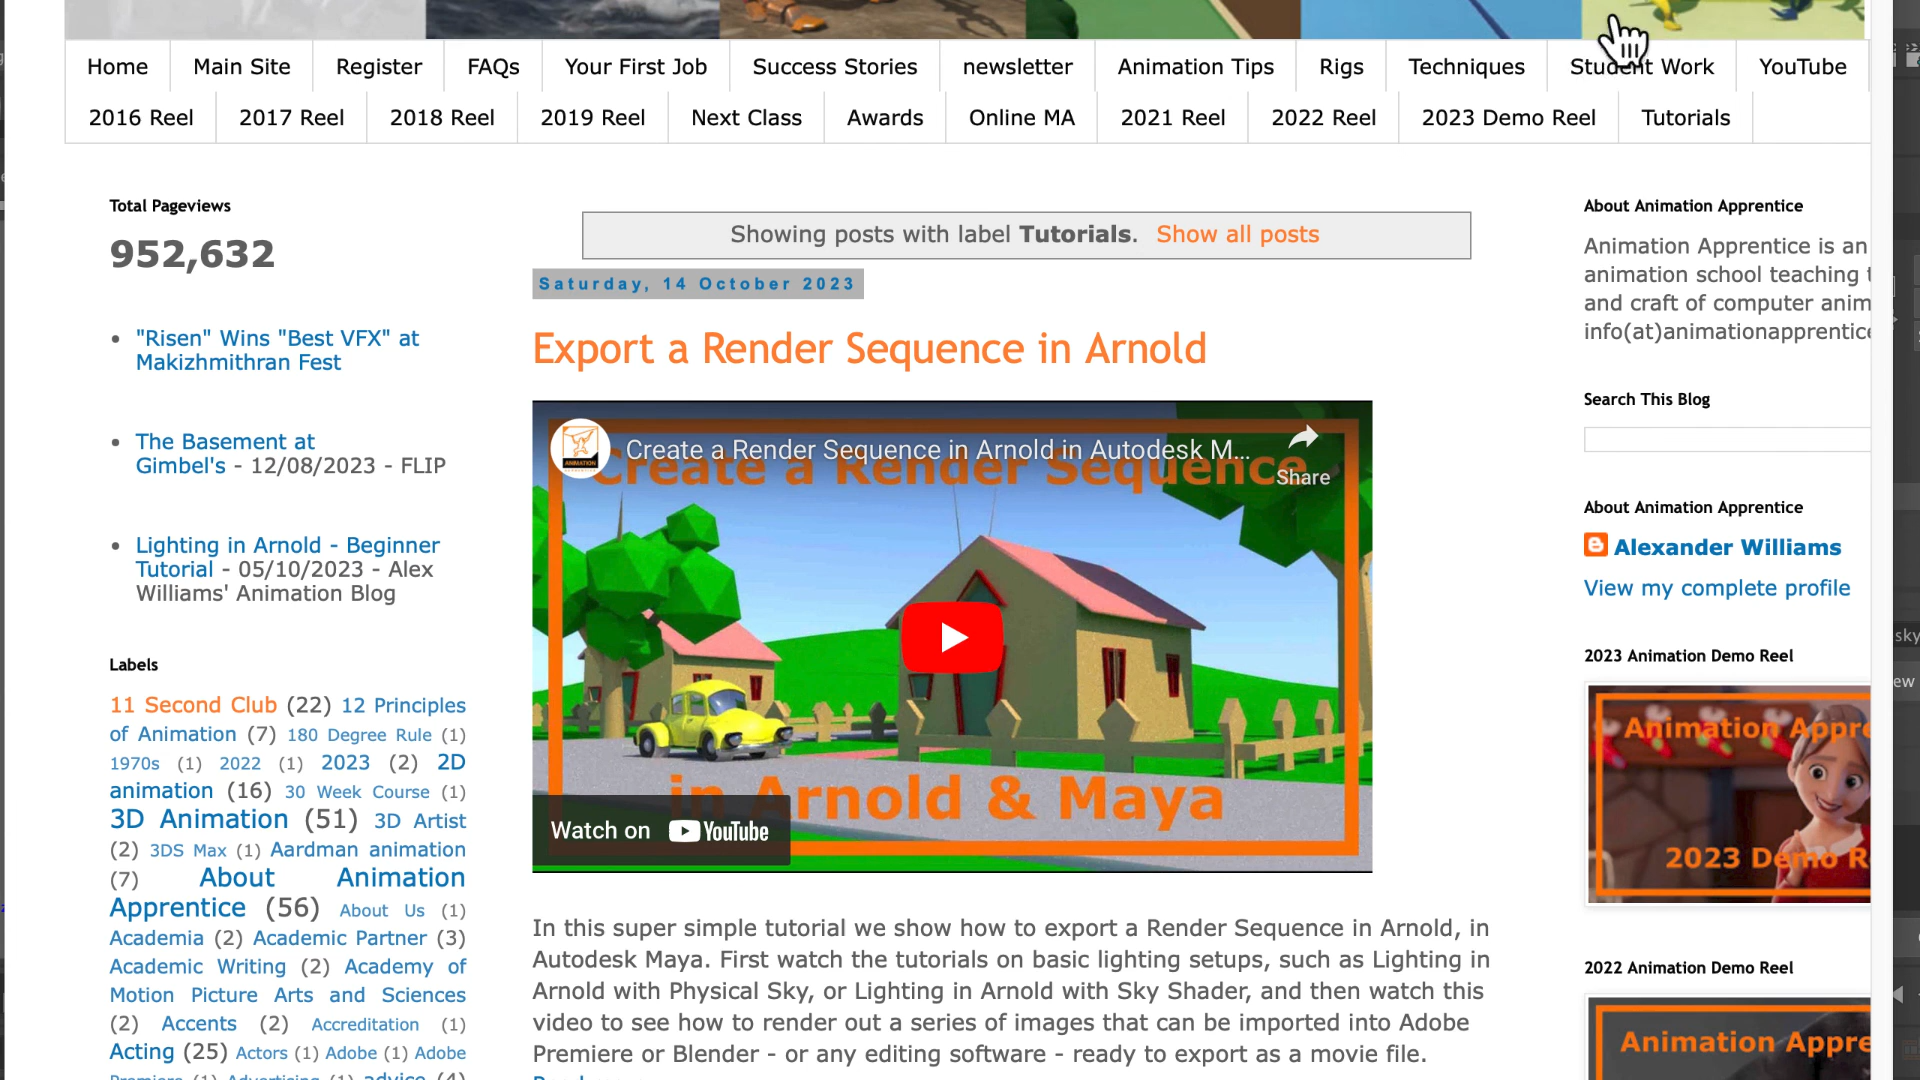 Home Main Site Register FAQs Your First Job Success Stories newsletter Animation Tips Rigs Techniques Student Work YouTube
2016 Reel 2017 Reel 2018 Reel 2019 Reel Next Class Awards Online MA 2021 Reel 2022 Reel 2023 Demo Reel Tutorials
Total Pageviews
952,632
"Risen" Wins "Best VFX" at
Makizhmithran Fest
The Basement at
Gimbel's - 12/08/2023 - FLIP
Lighting in Arnold - Beginner
Tutorial - 05/10/2023 - Alex
Williams' Animation Blog
Labels
11 Second Club (22) 12 Principles
of Animation (7) 180 Degree Rule (1)
1970s (1) 2022 (1) 2023 (2) 2D
animation (16) 30 Week Course (1)
3D Animation (51) 3D Artist
(2) 3DS Max (1) Aardman animation
(7) About Animation
Apprentice (56) About Us (1)
Academia (2) Academic Partner (3)
Academic Writing (2) Academy of
Motion Picture Arts and Sciences
(2) Accents (2) Accreditation (1)
Acting (25) Actors (1) Adobe (1) Adobe
Premiere (1) Advertising (1) advice (4)
Showing posts with label Tutorials. Show all posts
Saturday, 14 October 2023
Export a Render Sequence in Arnold
Create a Render Sequence in Arnold in Autodesk M...
Share
Create a Render Sequence
in Arnold & Maya
ANIMATION
Watch on YouTube
In this super simple tutorial we show how to export a Render Sequence in Arnold, in
Autodesk Maya. First watch the tutorials on basic lighting setups, such as Lighting in
Arnold with Physical Sky, or Lighting in Arnold with Sky Shader, and then watch this
video to see how to render out a series of images that can be imported into Adobe
Premiere or Blender - or any editing software - ready to export as a movie file.
About Animation Apprentice
Animation Apprentice is an
animation school teaching
and craft of computer anim
info(at)animationapprentice
Search This Blog
About Animation Apprentice
Alexander Williams
View my complete profile
2023 Animation Demo Reel
Animation Appre
2023 Demo R
2022 Animation Demo Reel
Animation Appre
sky
ew